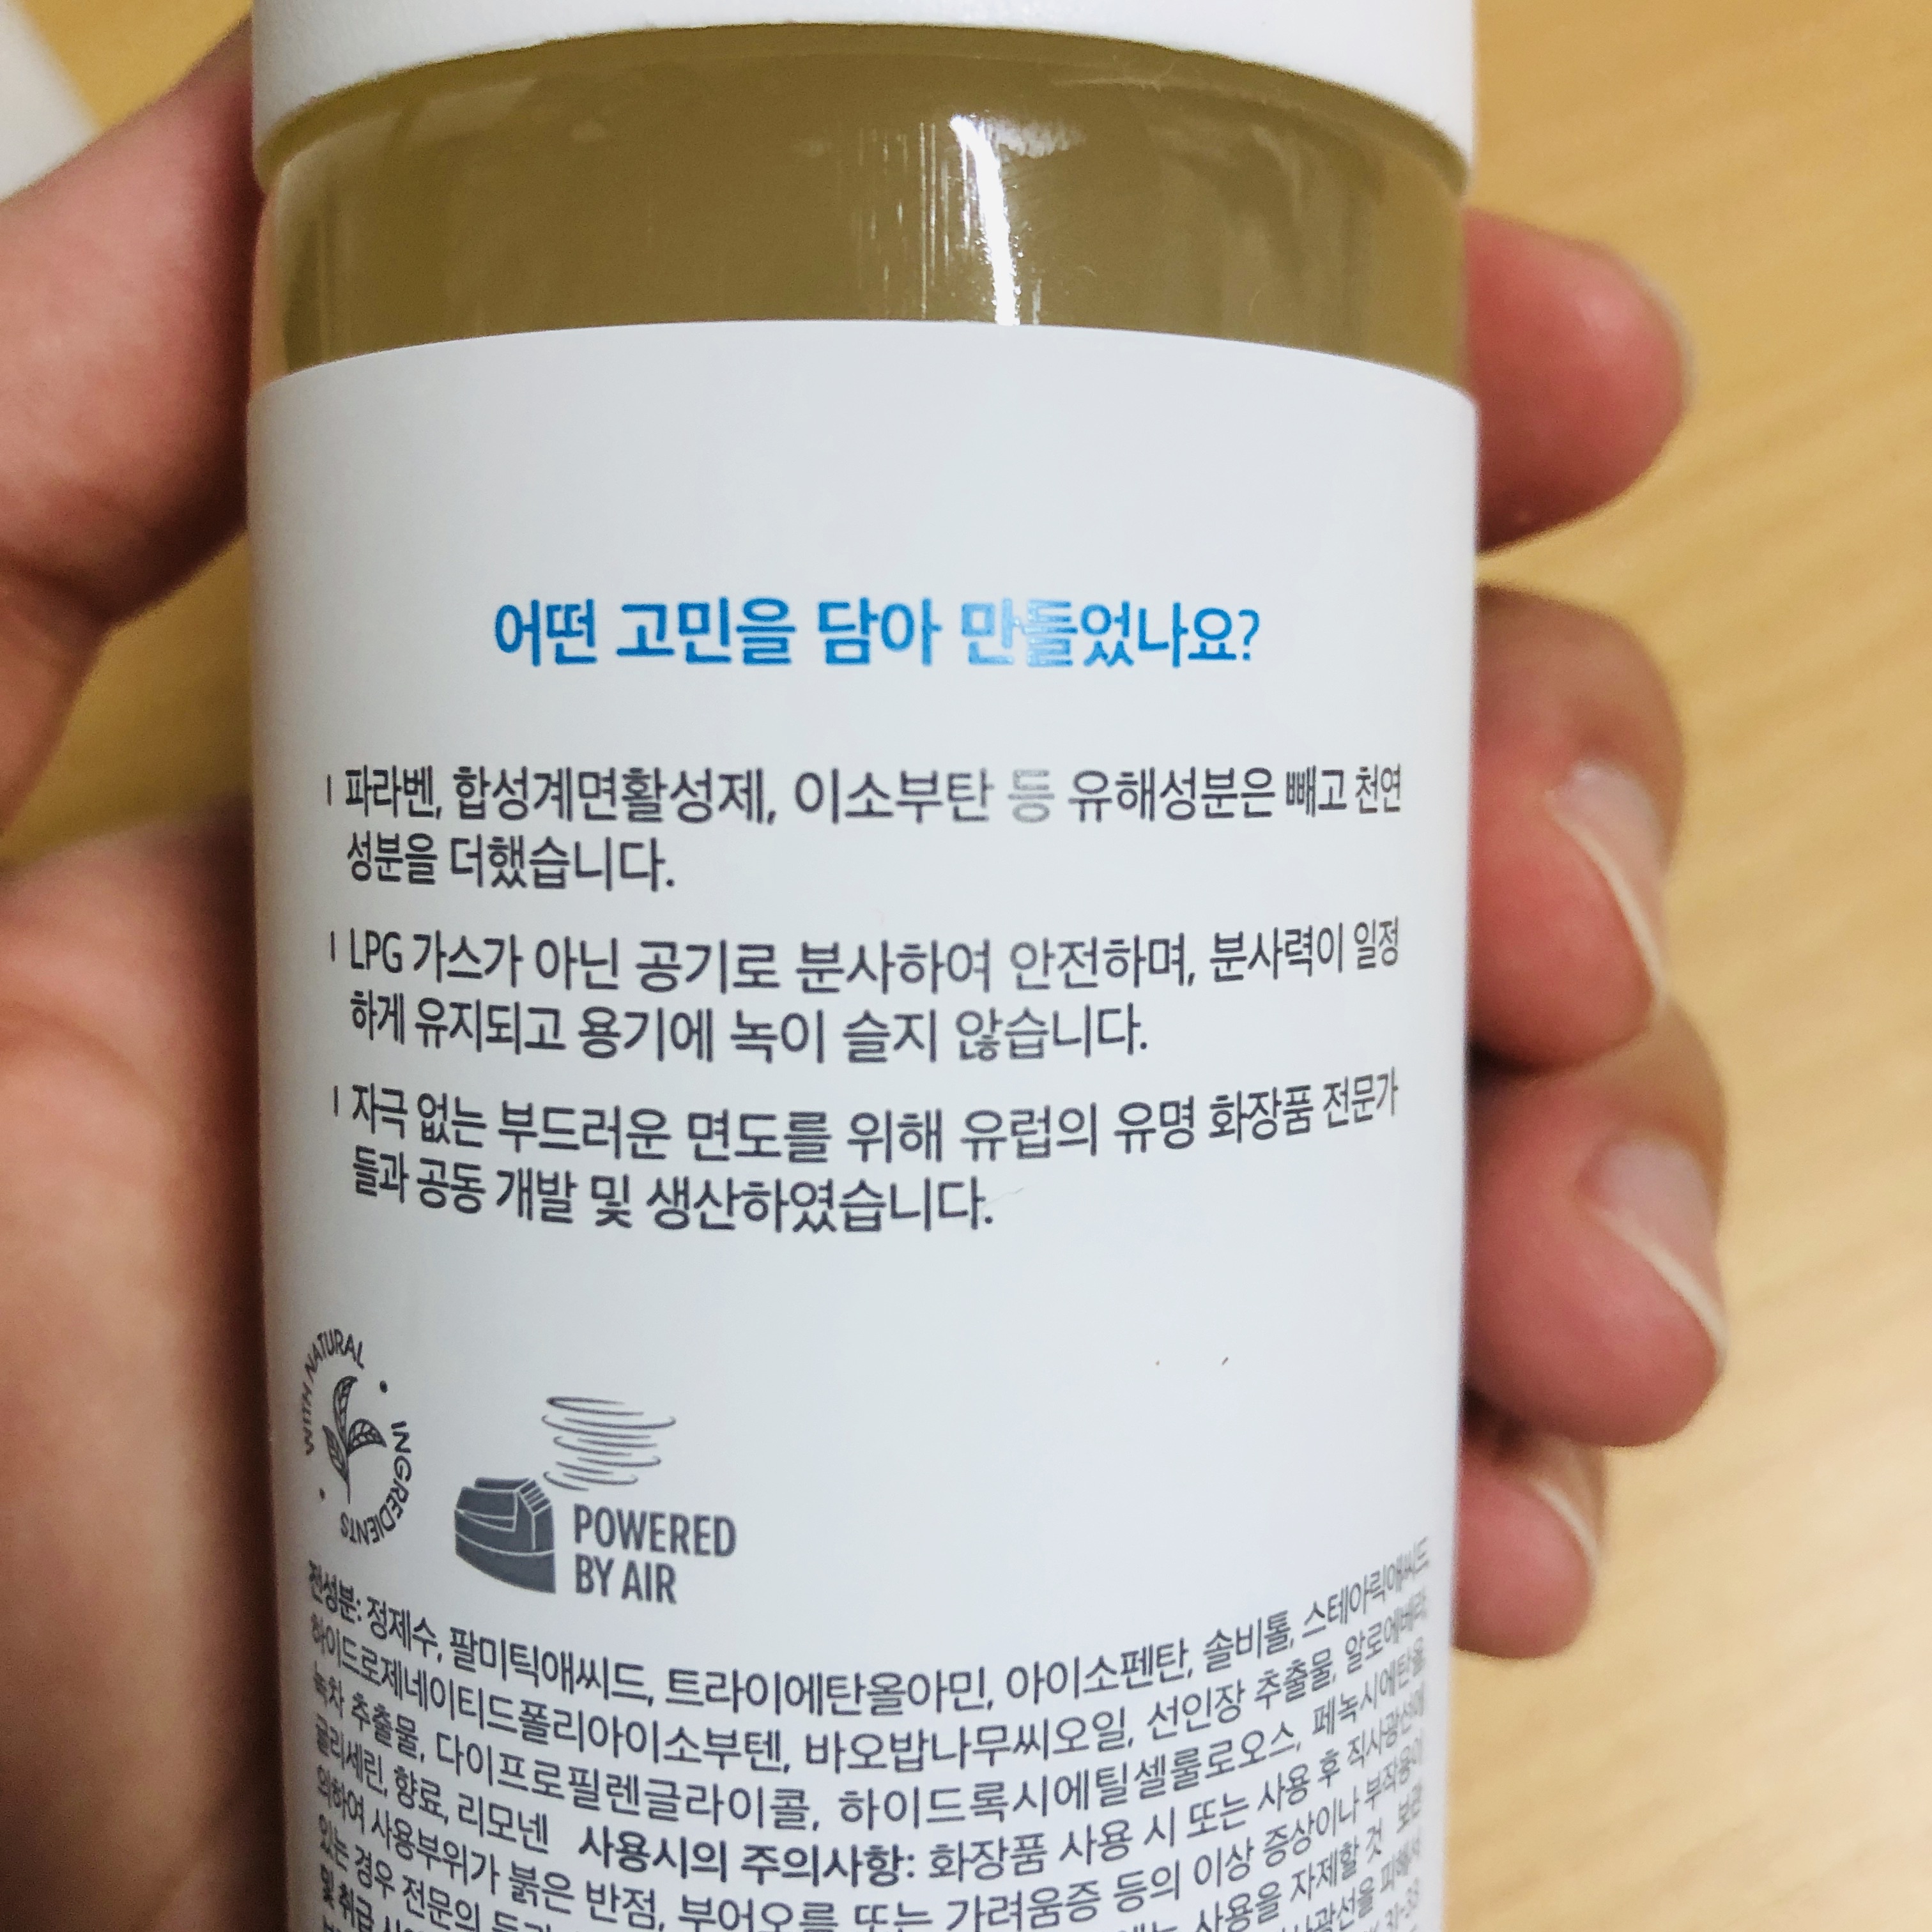 어떤 고민을 담아 만들었나요?
I 파라벤, 합성계면활성제, 이소부탄 등 유해성분은 빼고 천연
성분을 더했습니다.
I LPG 가스가 아닌 공기로 분사하여 안전하며, 분사력이 일정
하게 유지되고 용기에 녹이 슬지 않습니다.
I 자극 없는 부드러운 면도를 위해 유럽의 유명 화장품 전문가
들과 공동 개발 및 생산하였습니다.
WITH NATURAL • INGREDIENTS •
POWERED
BY AIR
전성분: 정제수, 팔미틱애씨드, 트라이에탄올아민, 아이소펜탄, 솔비톨, 스테아릭애씨드
하이드로제네이티드폴리아이소부텐, 바오밥나무씨오일, 선인장 추출물, 알로에베라
녹차 추출물, 다이프로필렌글라이콜, 하이드록시에틸셀룰로오스, 페녹시에탄올
글리세린, 향료, 리모넨 사용시의 주의사항: 화장품 사용 시 또는 사용 후 직사광선에
의하여 사용부위가 붉은 반점, 부어오름 또는 가려움증 등의 이상 증상이나 부작용이
있는 경우 전문의 사용을 자제할 것 보관
및 취급